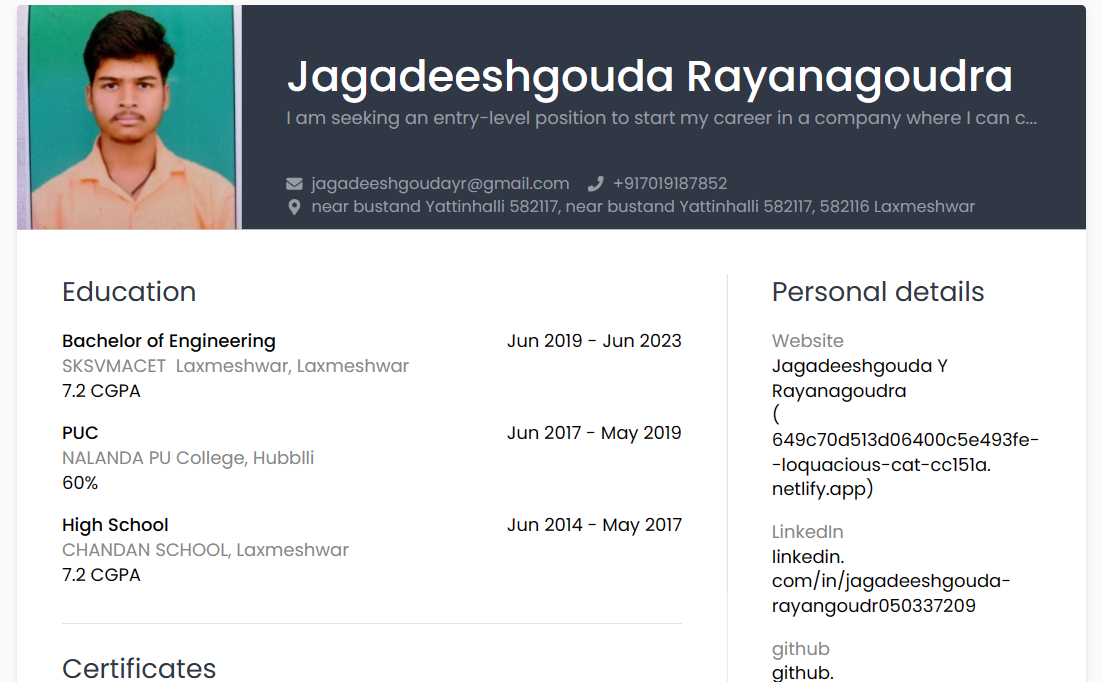 Jagadeeshgouda Rayanagoudra
I am seeking an entry-level position to start my career in a company where I can c...
jagadeeshgoudayr@gmail.com +917019187852
near bustand Yattinhalli 582117, near bustand Yattinhalli 582117, 582116 Laxmeshwar
Education
Bachelor of Engineering Jun 2019 - Jun 2023
SKSVMACET Laxmeshwar, Laxmeshwar
7.2 CGPA
PUC Jun 2017 - May 2019
NALANDA PU College, Hubblli
60%
High School Jun 2014 - May 2017
CHANDAN SCHOOL, Laxmeshwar
7.2 CGPA
Certificates
Personal details
Website
Jagadeeshgouda Y
Rayanagoudra
(
649c70d513d06400c5e493fe-
-loquacious-cat-cc151a.
netlify.app)
LinkedIn
linkedin.
com/in/jagadeeshgouda-
rayangoudr050337209
github
github.